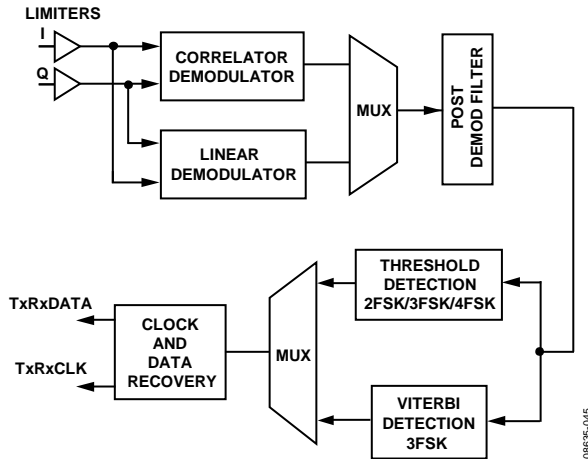 LIMITERS
I
Q
CORRELATOR
DEMODULATOR
LINEAR
DEMODULATOR
MUX
POST
DEMOD FILTER
THRESHOLD
DETECTION
2FSK/3FSK/4FSK
VITERBI
DETECTION
3FSK
MUX
CLOCK
AND
DATA
RECOVERY
TxRxDATA
TxRxCLK
08635-045